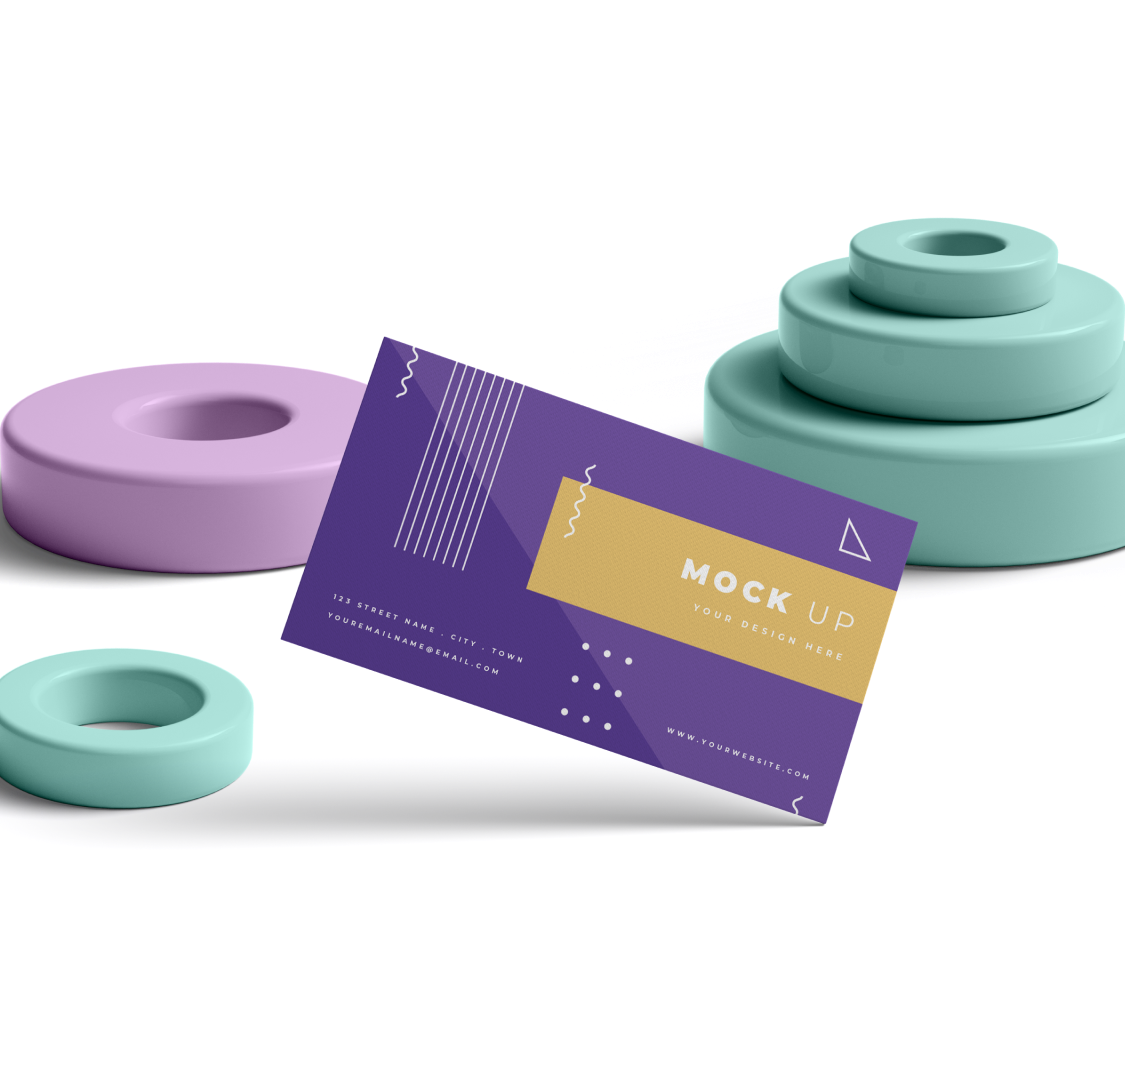 MOCK UP
YOUR DESIGN HERE
123 STREET NAME . CITY . TOWN
YOUREMAILNAME@EMAIL.COM
WWW.YOURWEBSITE.COM